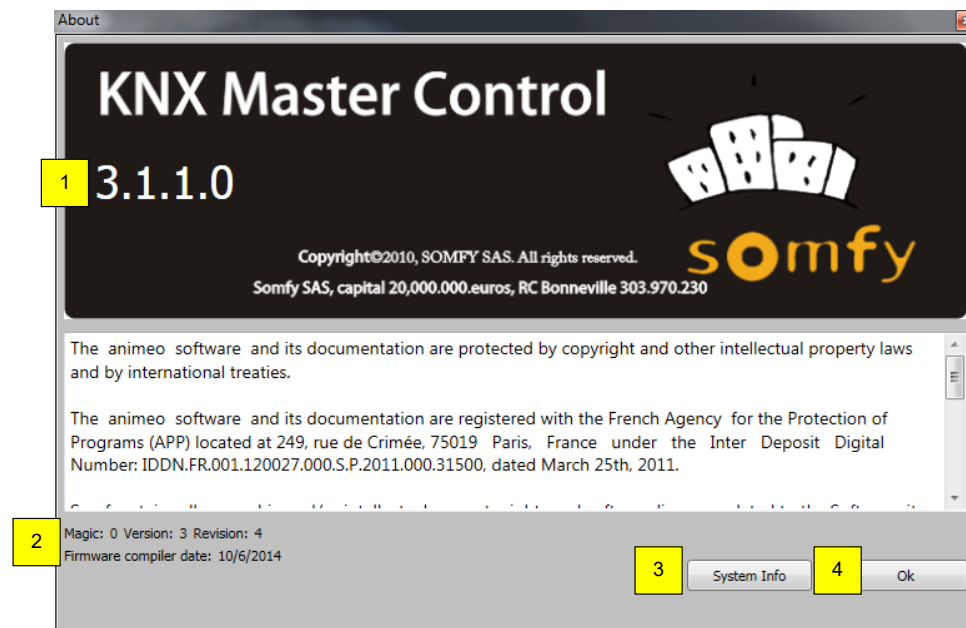 About
KNX Master Control
1
3.1.1.0
somfy
Copyright©2010, SOMFY SAS. All rights reserved.
Somfy SAS, capital 20,000.000.euros, RC Bonneville 303.970.230
The animeo software and its documentation are protected by copyright and other intellectual property laws
and by international treaties.
The animeo software and its documentation are registered with the French Agency for the Protection of
Programs (APP) located at 249, rue de Crimée, 75019 Paris, France under the Inter Deposit Digital
Number: IDDN.FR.001.120027.000.S.P.2011.000.31500, dated March 25th, 2011.
2
Magic: 0 Version: 3 Revision: 4
Firmware compiler date: 10/6/2014
3
System Info
4
Ok